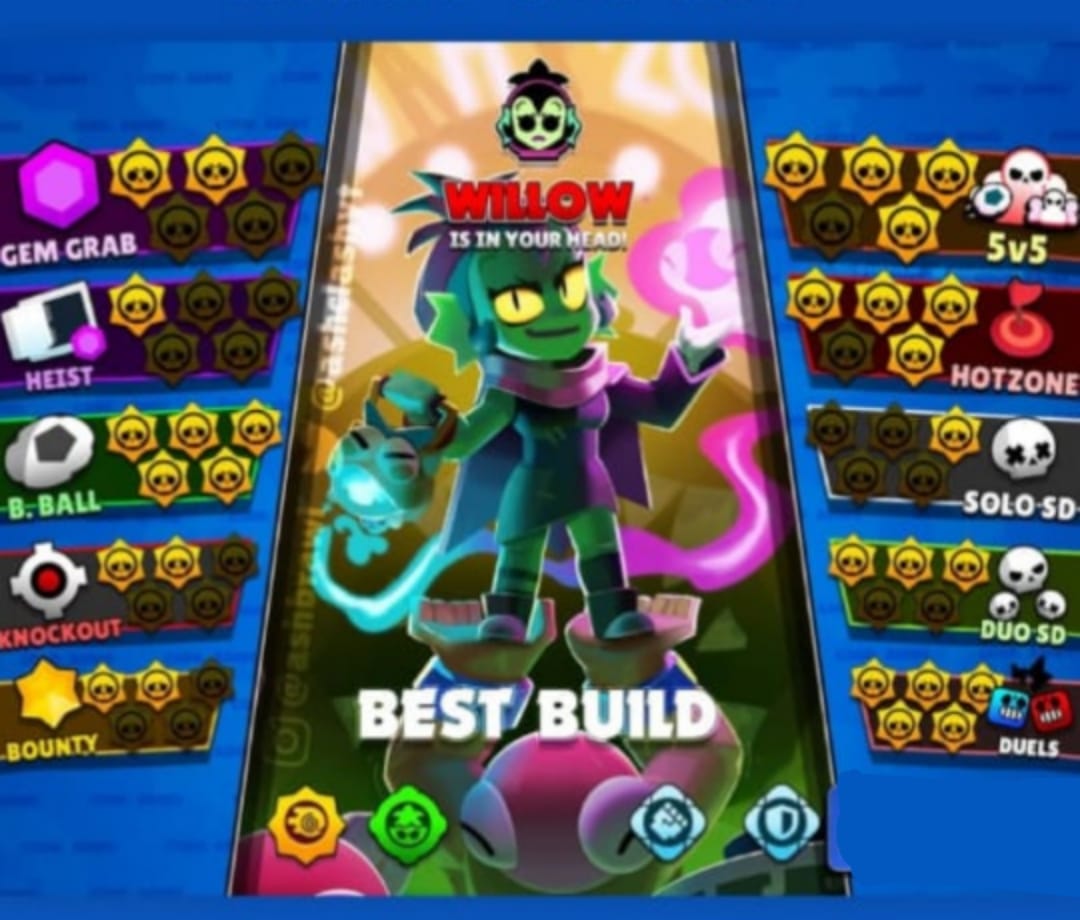 GEM GRAB
HEIST
B. BALL
KNOCKOUT
BOUNTY
WILLOW
IS IN YOUR HEAD!
BEST BUILD
5v5
HOTZONE
SOLO SD
DUO SD
DUELS